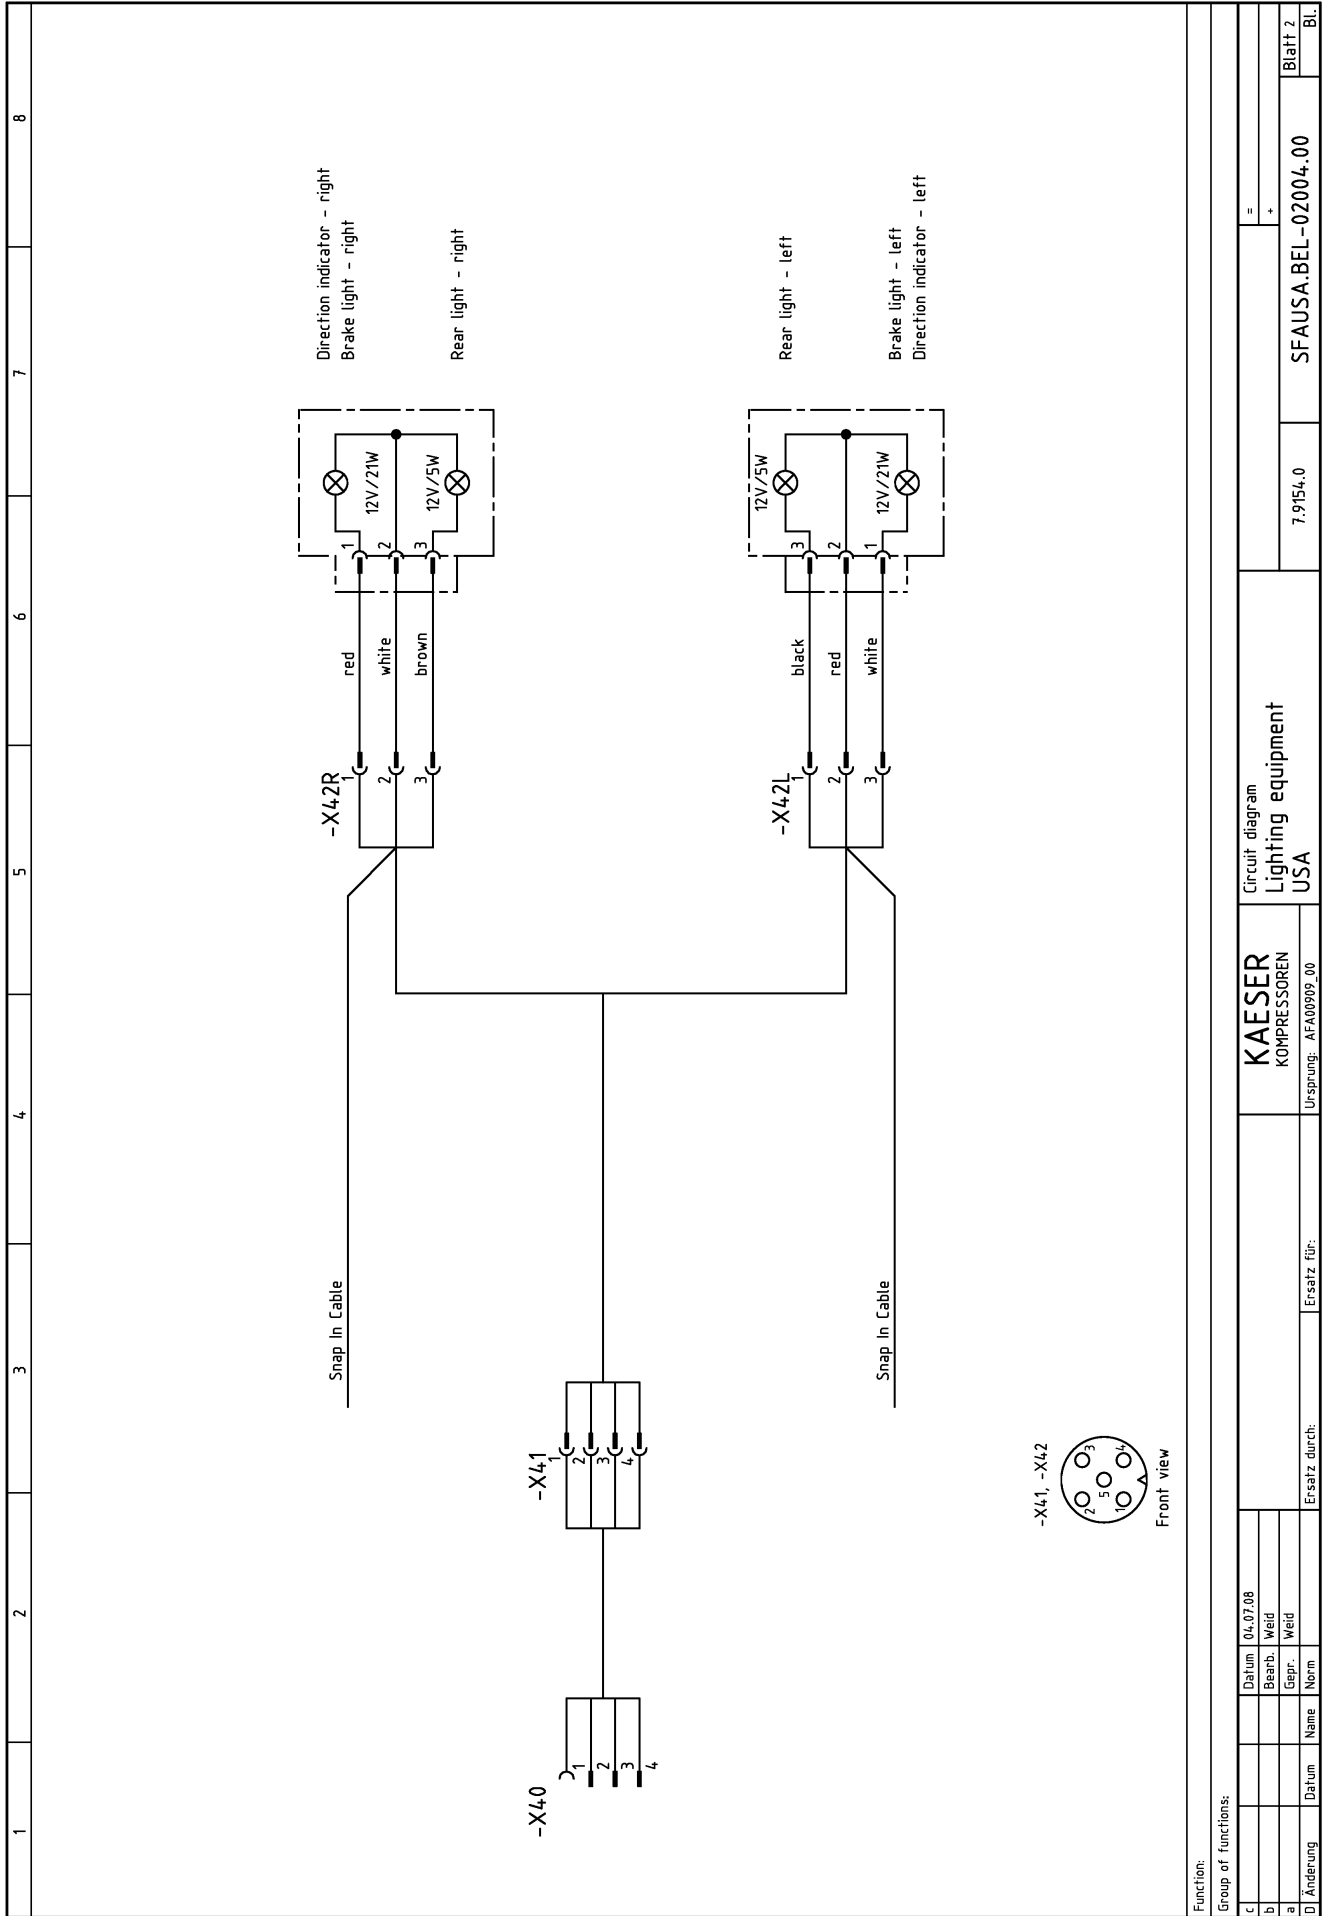 1
2
3
4
5
6
7
8
Direction indicator - right
Brake light - right
Rear light - right
Rear light - left
Brake light - left
Direction indicator - left
12V/21W
12V/5W
12V/5W
12V/21W
1
2
3
3
2
1
red
white
brown
black
red
white
-X42R
1
2
3
-X42L
1
2
3
Snap In Cable
Snap In Cable
-X41
1
2
3
4
-X40
1
2
3
4
-X41, -X42
2
3
5
1
4
Front view
Function:
Group of functions:
c
b
a
D
Änderung
Datum
Name
Datum
04.07.08
Bearb.
Weid
Gepr.
Weid
Norm
Ersatz durch:
Ersatz für:
KAESER
KOMPRESSOREN
Ursprung: AFA00909_00
Circuit diagram
Lighting equipment
USA
7.9154.0
=
+
SFAUSA.BEL-02004.00
Blatt 2
Bl.